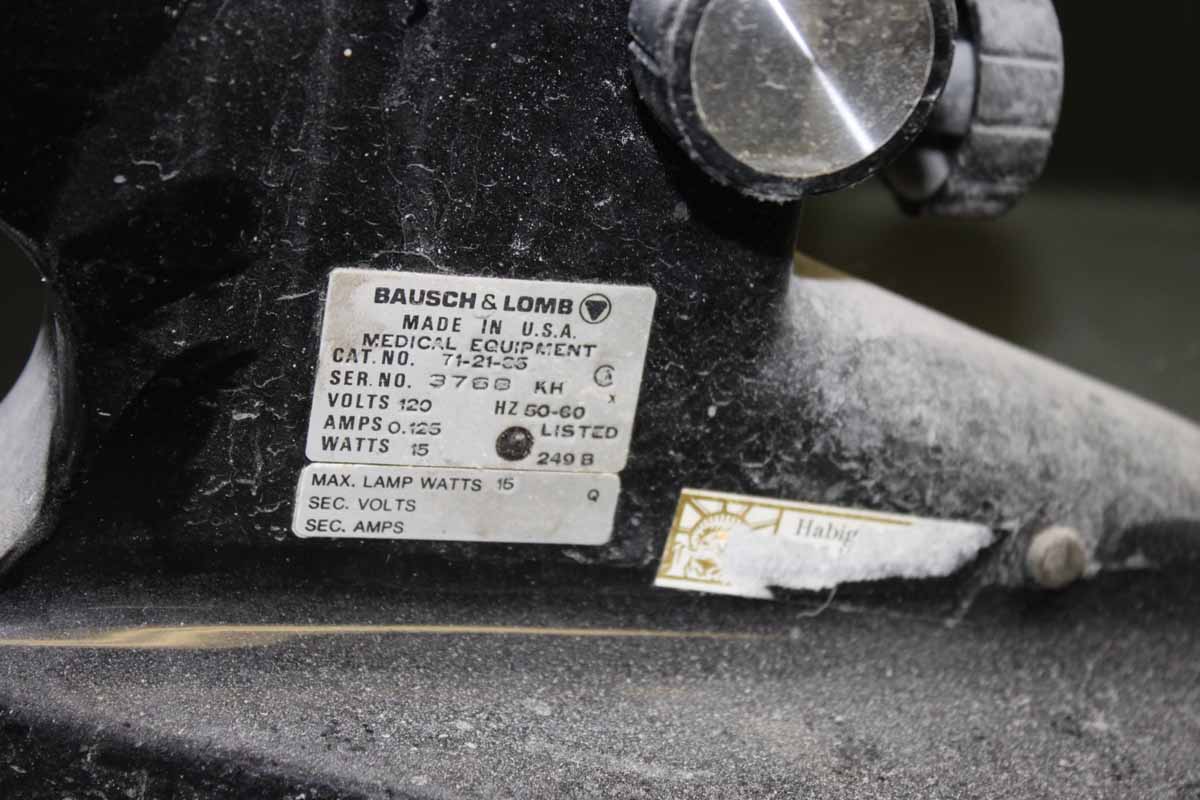 BAUSCH & LOMB
MADE IN U.S.A.
MEDICAL EQUIPMENT
CAT. NO. 71-21-35
SER. NO. 3768 KH
VOLTS 120 HZ 50-60
AMPS 0.125 LISTED
WATTS 15 249 B
MAX. LAMP WATTS 15 Q
SEC. VOLTS
SEC. AMPS
Habig